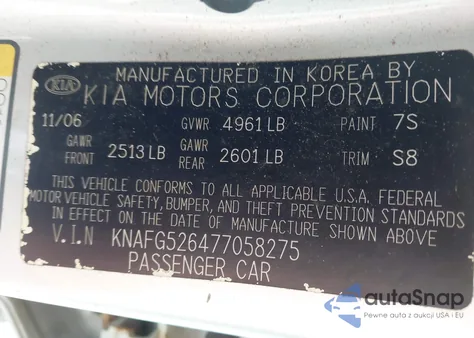 KIA
MANUFACTURED IN KOREA BY
KIA MOTORS CORPORATION
11/06 GVWR 4961 LB PAINT 7S
GAWR FRONT 2513 LB GAWR REAR 2601 LB TRIM S8
THIS VEHICLE CONFORMS TO ALL APPLICABLE U.S.A. FEDERAL
MOTOR VEHICLE SAFETY, BUMPER, AND THEFT PREVENTION STANDARDS
IN EFFECT ON THE DATE OF MANUFACTURE SHOWN ABOVE
V.I.N KNAFG526477058275
PASSENGER CAR
autoSnap
Pewne auta z aukcji USA i EU